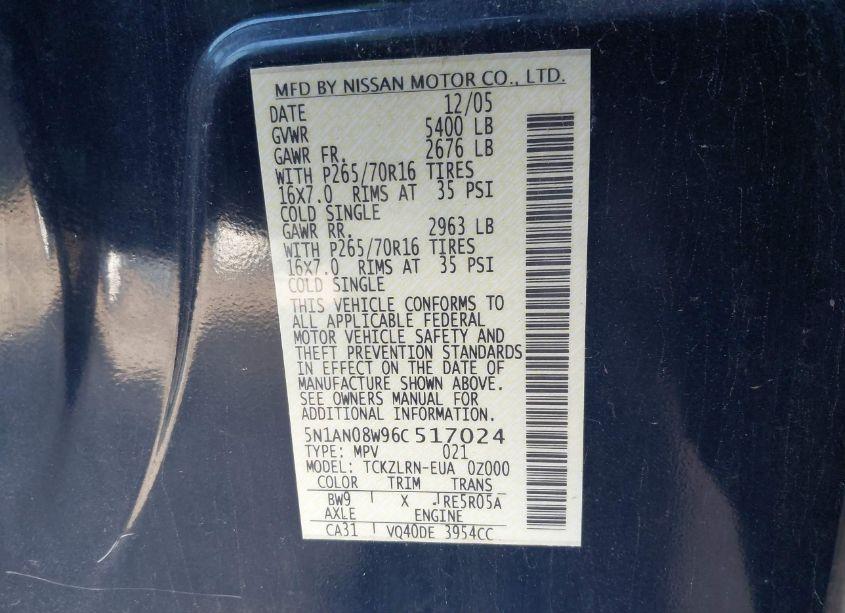 MFD BY NISSAN MOTOR CO., LTD.
DATE 12/05
GVWR 5400 LB
GAWR FR. 2676 LB
WITH P265/70R16 TIRES
16X7.0 RIMS AT 35 PSI
COLD SINGLE
GAWR RR. 2963 LB
WITH P265/70R16 TIRES
16X7.0 RIMS AT 35 PSI
COLD SINGLE
THIS VEHICLE CONFORMS TO
ALL APPLICABLE FEDERAL
MOTOR VEHICLE SAFETY AND
THEFT PREVENTION STANDARDS
IN EFFECT ON THE DATE OF
MANUFACTURE SHOWN ABOVE.
SEE OWNERS MANUAL FOR
ADDITIONAL INFORMATION.
5N1AN08W96C517024
TYPE: MPV 021
MODEL: TCKZLRN-EUA 0Z000
COLOR TRIM TRANS
BW9 X RE5R05A
AXLE ENGINE
CA31 VQ40DE 3954CC